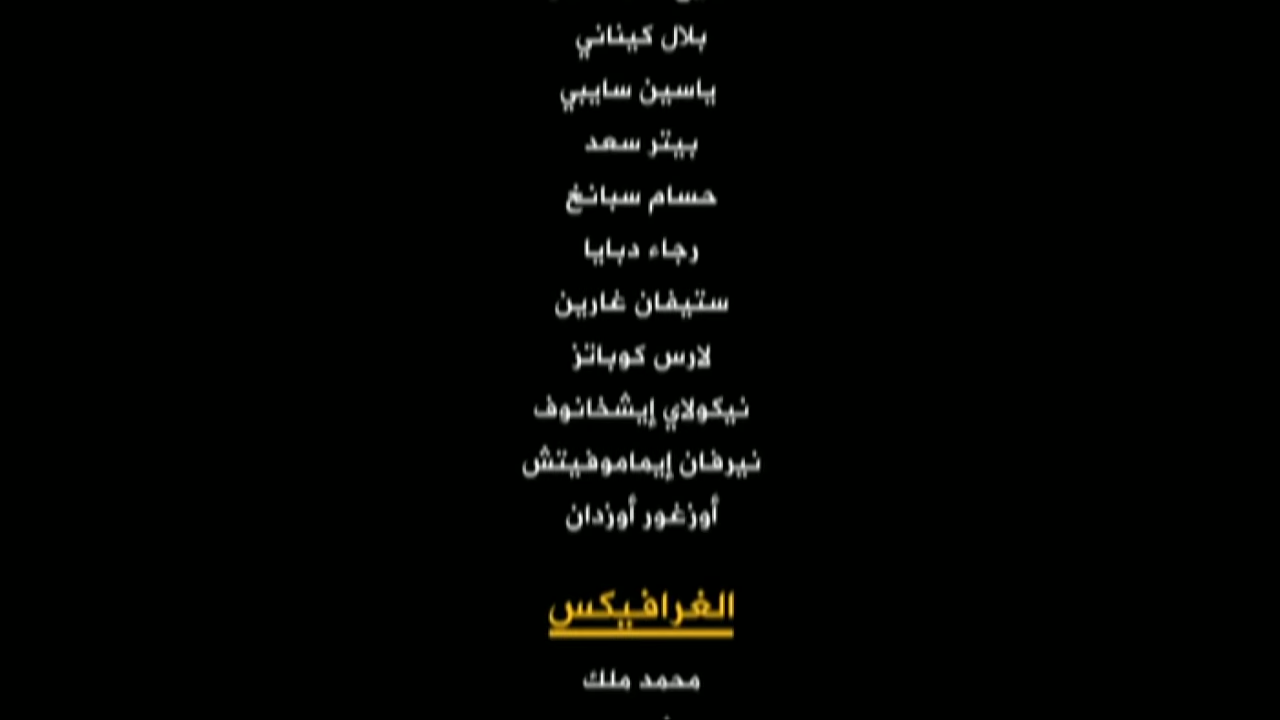 بلال كيناني
ياسين سايبي
بيتر سعد
حسام سبانغ
رجاء دبايا
ستيفان غارين
لارس كوباتز
نيكولاي إيشخانوف
نيرفان إيماموفيتش
أوزغور أوزدان
الغرافيكس
محمد ملك